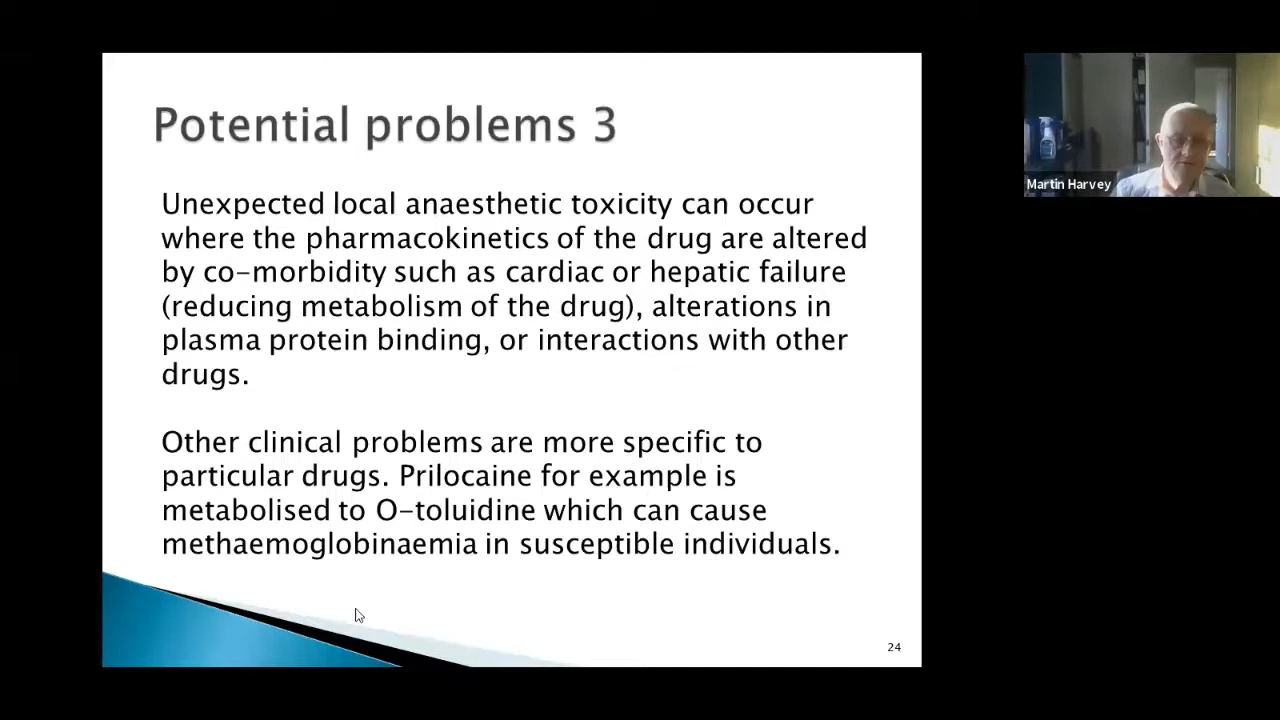 Potential problems 3
Unexpected local anaesthetic toxicity can occur
where the pharmacokinetics of the drug are altered
by co-morbidity such as cardiac or hepatic failure
(reducing metabolism of the drug), alterations in
plasma protein binding, or interactions with other
drugs.
Other clinical problems are more specific to
particular drugs. Prilocaine for example is
metabolised to O-toluidine which can cause
methaemoglobinaemia in susceptible individuals.
24
Martin Harvey